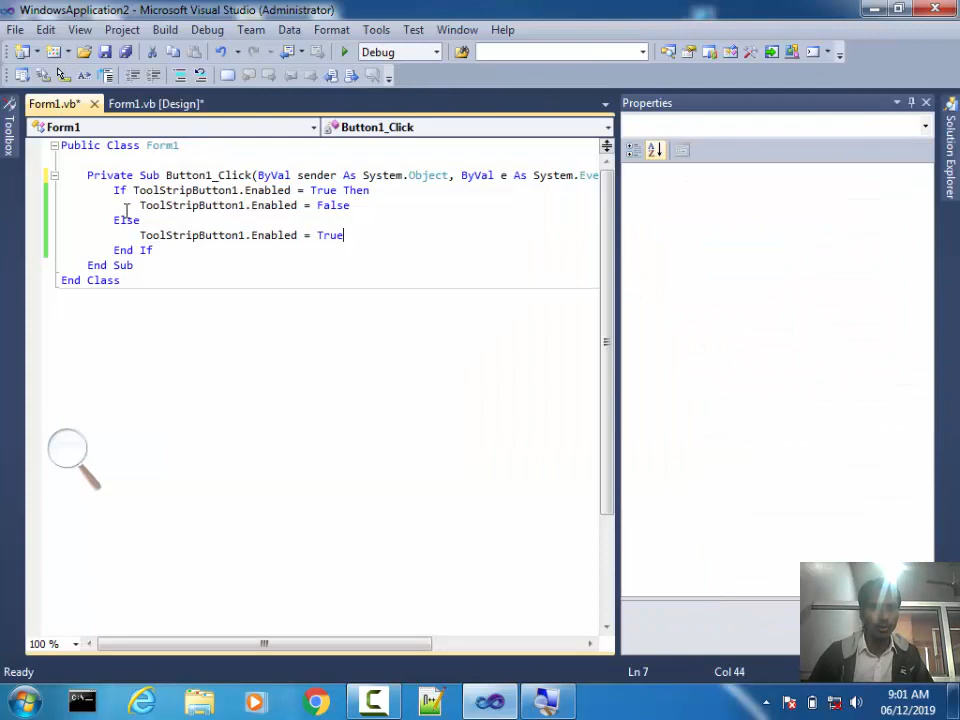 WindowsApplication2 - Microsoft Visual Studio (Administrator)
File Edit View Project Build Debug Team Data Format Tools Test Window Help
Debug
Form1.vb* Form1.vb [Design]*
Properties
Toolbox
Solution Explorer
Form1 Button1_Click
Public Class Form1
Private Sub Button1_Click(ByVal sender As System.Object, ByVal e As System.Eve
If ToolStripButton1.Enabled = True Then
ToolStripButton1.Enabled = False
Else
ToolStripButton1.Enabled = True
End If
End Sub
End Class
100 %
Ready Ln 7 Col 44
9:01 AM
06/12/2019